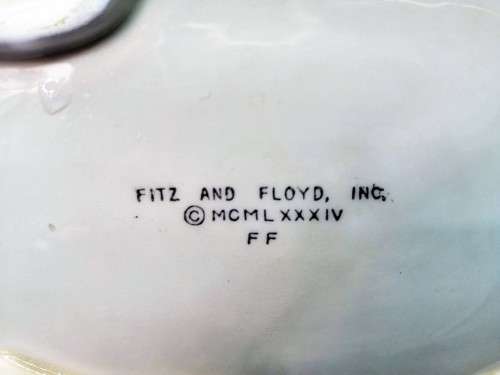 FITZ AND FLOYD, INC.
© MCMLXXXIV
FF